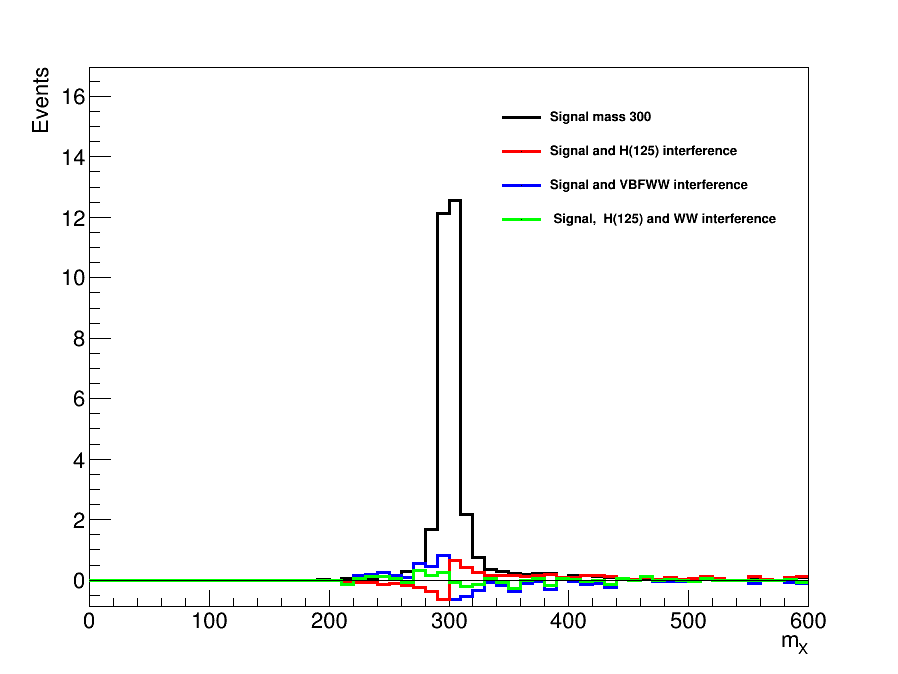 Events
16
14
12
10
8
6
4
2
0
Signal mass 300
Signal and H(125) interference
Signal and VBFWW interference
Signal,  H(125) and WW interference
0 100 200 300 400 500 600
mX